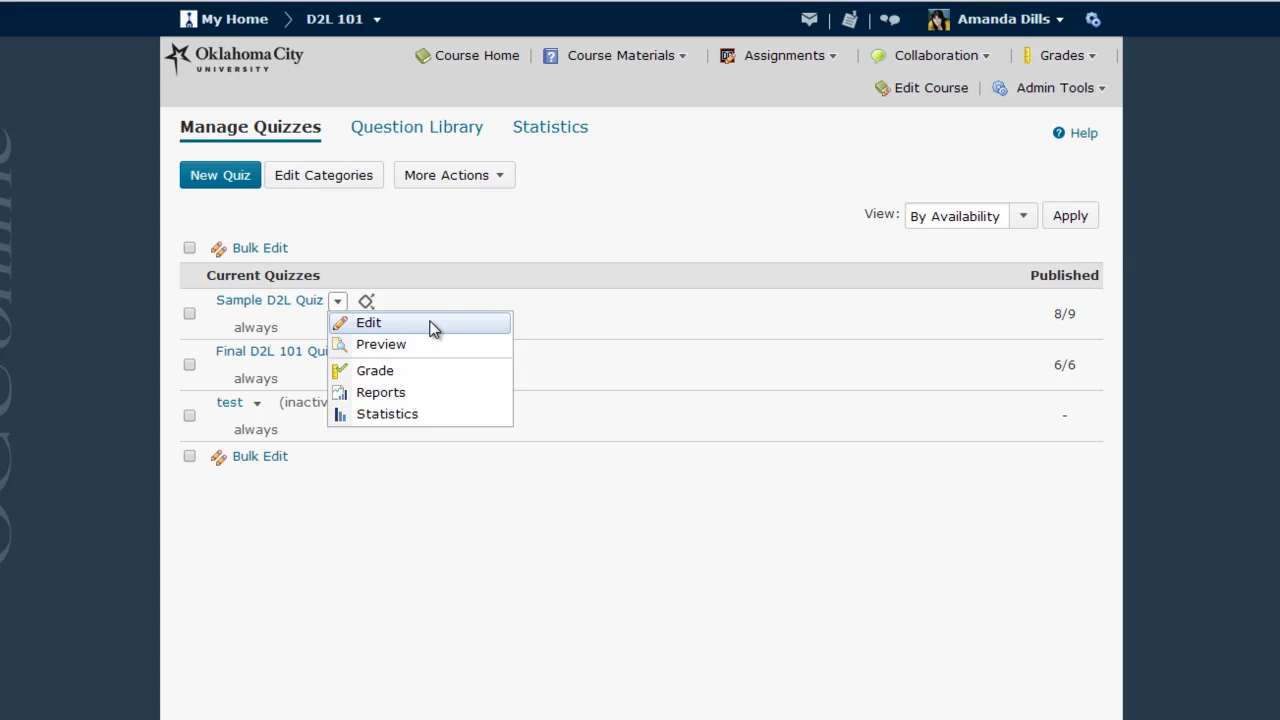 My Home D2L 101 Amanda Dills
Oklahoma City
UNIVERSITY
Course Home Course Materials Assignments Collaboration Grades
Edit Course Admin Tools
Manage Quizzes Question Library Statistics
Help
New Quiz Edit Categories More Actions
View: By Availability Apply
Bulk Edit
Current Quizzes Published
Sample D2L Quiz
always
8/9
Edit
Preview
Grade
Reports
Statistics
Final D2L 101 Qui
always
6/6
test (inactiv
always
-
Bulk Edit